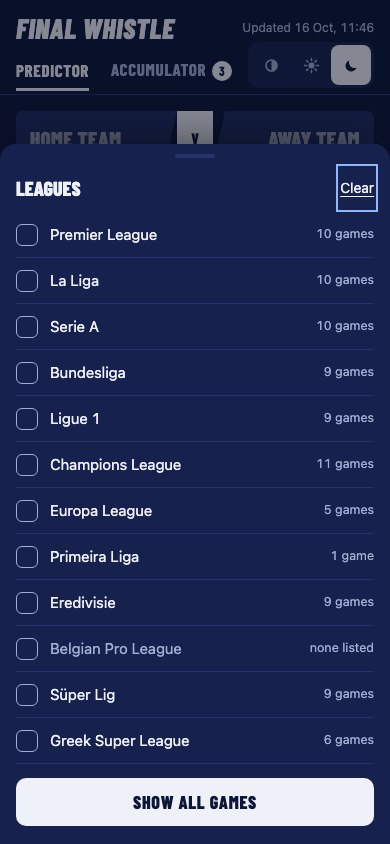 FINAL WHISTLE
Updated 16 Oct, 11:46
PREDICTOR
ACCUMULATOR 3
HOME TEAM V AWAY TEAM
LEAGUES
Clear
Premier League 10 games
La Liga 10 games
Serie A 10 games
Bundesliga 9 games
Ligue 1 9 games
Champions League 11 games
Europa League 5 games
Primeira Liga 1 game
Eredivisie 9 games
Belgian Pro League none listed
Süper Lig 9 games
Greek Super League 6 games
SHOW ALL GAMES